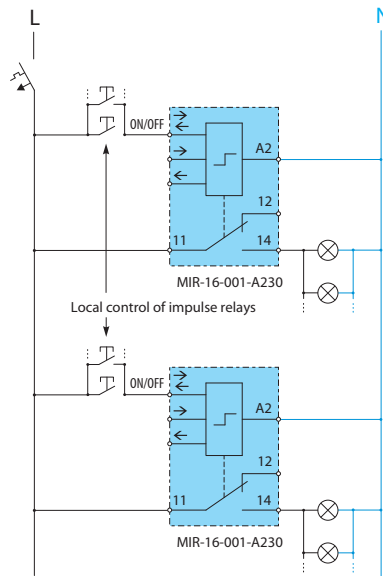 L
N
ON/OFF
A2
12
11
14
MIR-16-001-A230
Local control of impulse relays
ON/OFF
A2
12
11
14
MIR-16-001-A230